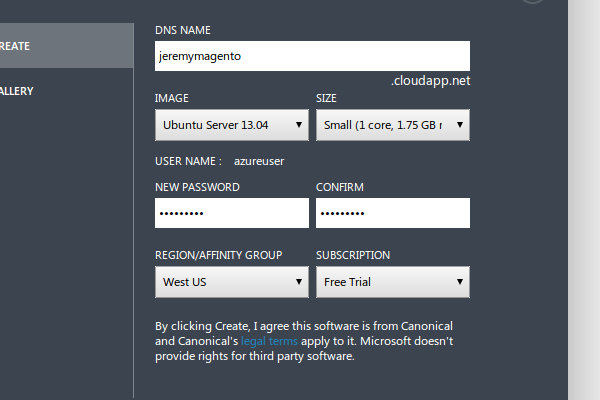 DNS NAME
REATE
jeremymagento
.cloudapp.net
ALLERY
IMAGE SIZE
Ubuntu Server 13.04 Small (1 core, 1.75 GB r
USER NAME : azureuser
NEW PASSWORD CONFIRM
••••••••• •••••••••
REGION/AFFINITY GROUP SUBSCRIPTION
West US Free Trial
By clicking Create, I agree this software is from Canonical
and Canonical's legal terms apply to it. Microsoft doesn't
provide rights for third party software.